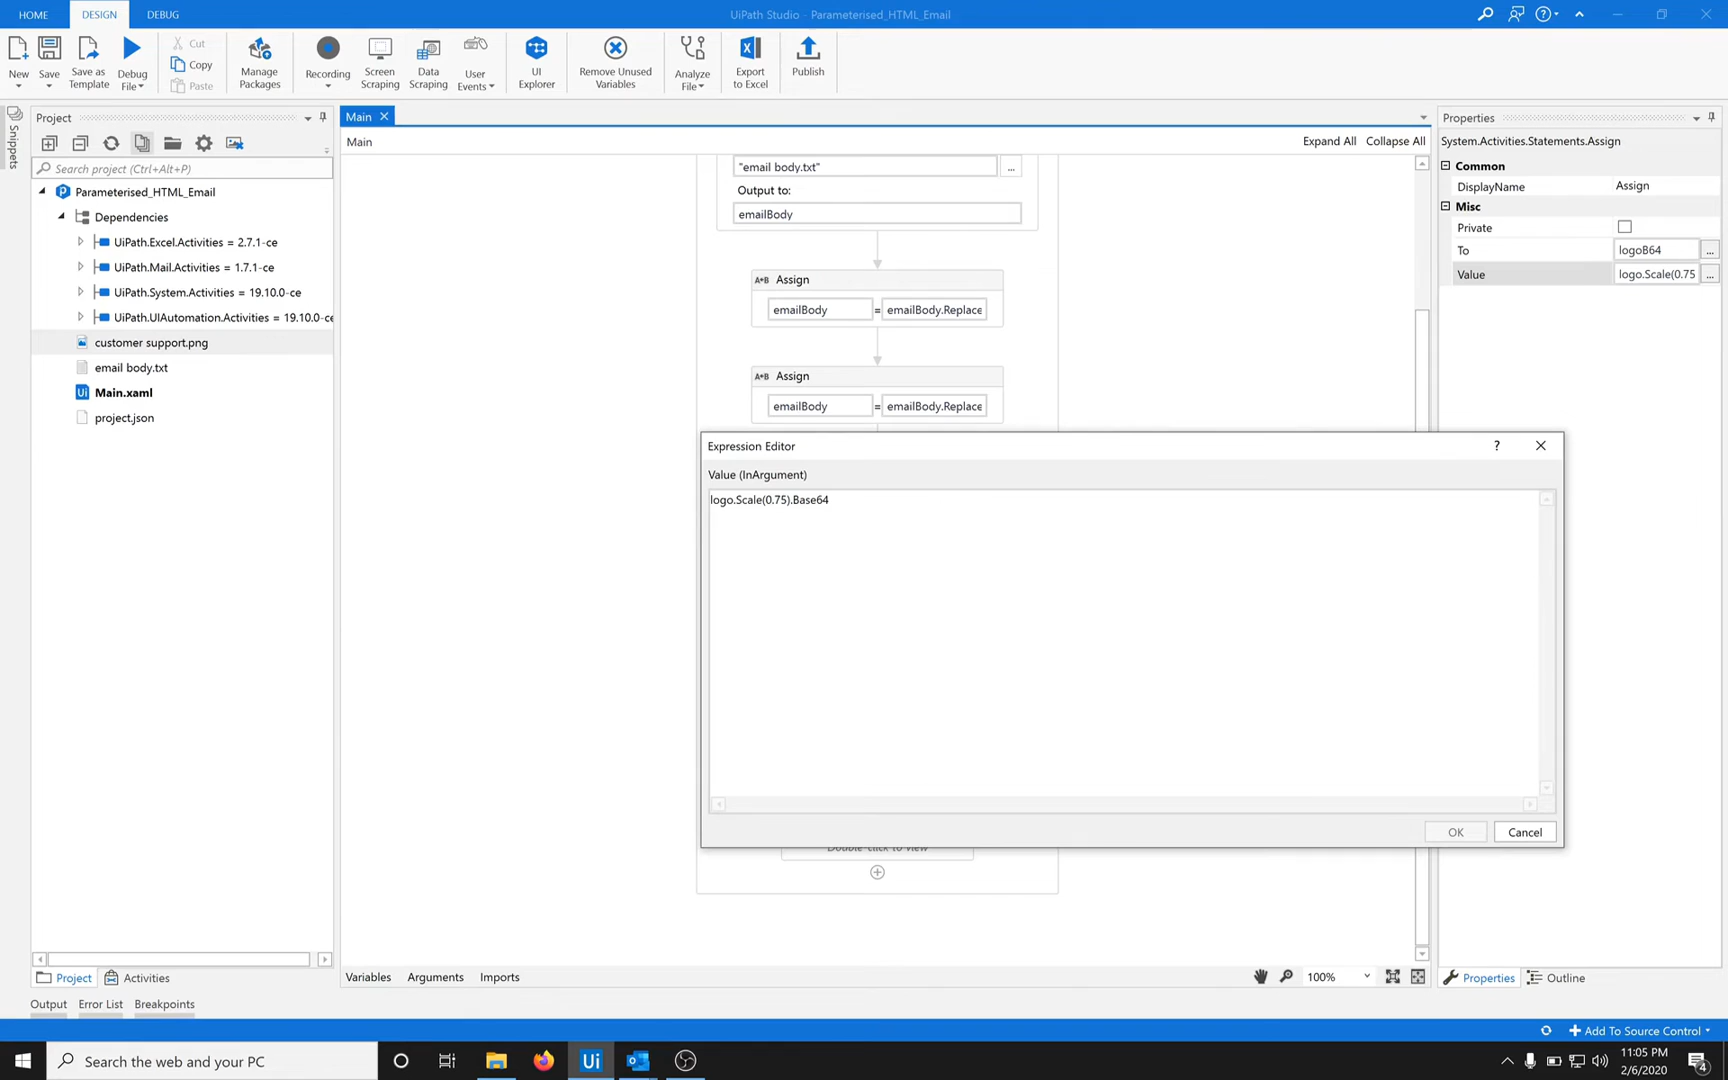 HOME
DESIGN
DEBUG
UiPath Studio - Parameterised_HTML_Email
New
Save
Save as Template
Debug File
Cut
Copy
Paste
Manage Packages
Recording
Screen Scraping
Data Scraping
User Events
UI Explorer
Remove Unused Variables
Analyze File
Export to Excel
Publish
Snippets
Project
Search project (Ctrl+Alt+P)
Parameterised_HTML_Email
Dependencies
UiPath.Excel.Activities = 2.7.1-ce
UiPath.Mail.Activities = 1.7.1-ce
UiPath.System.Activities = 19.10.0-ce
UiPath.UIAutomation.Activities = 19.10.0-ce
customer support.png
email body.txt
Main.xaml
project.json
Main
Main
Expand All
Collapse All
"email body.txt"
...
Output to:
emailBody
A+B Assign
emailBody = emailBody.Replace
A+B Assign
emailBody = emailBody.Replace
Expression Editor
?
Value (InArgument)
logo.Scale(0.75).Base64
OK
Cancel
Double-click to view
Properties
System.Activities.Statements.Assign
Common
DisplayName Assign
Misc
Private
To logoB64 ...
Value logo.Scale(0.75 ...
Project
Activities
Variables
Arguments
Imports
100%
Properties
Outline
Output
Error List
Breakpoints
Add To Source Control
Search the web and your PC
Ui
11:05 PM
2/6/2020
4